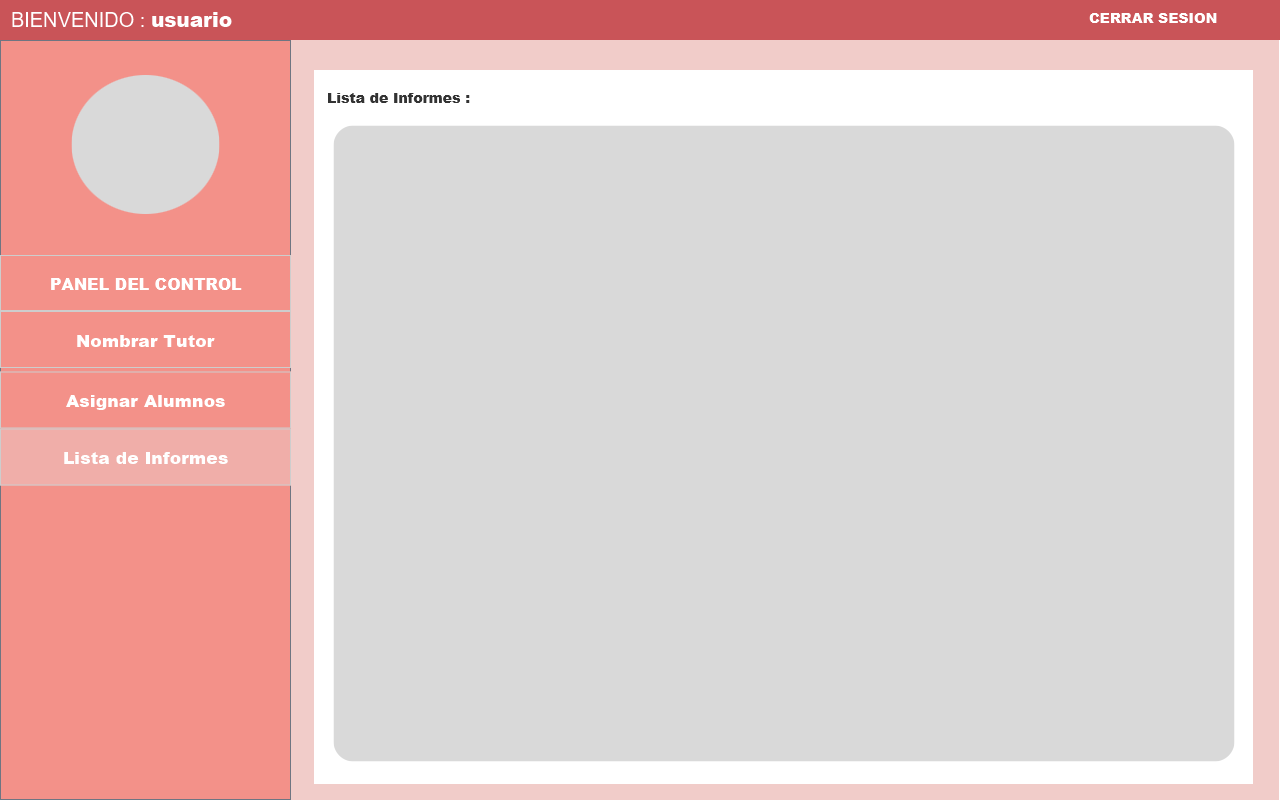 BIENVENIDO : usuario
CERRAR SESION
Lista de Informes :
PANEL DEL CONTROL
Nombrar Tutor
Asignar Alumnos
Lista de Informes